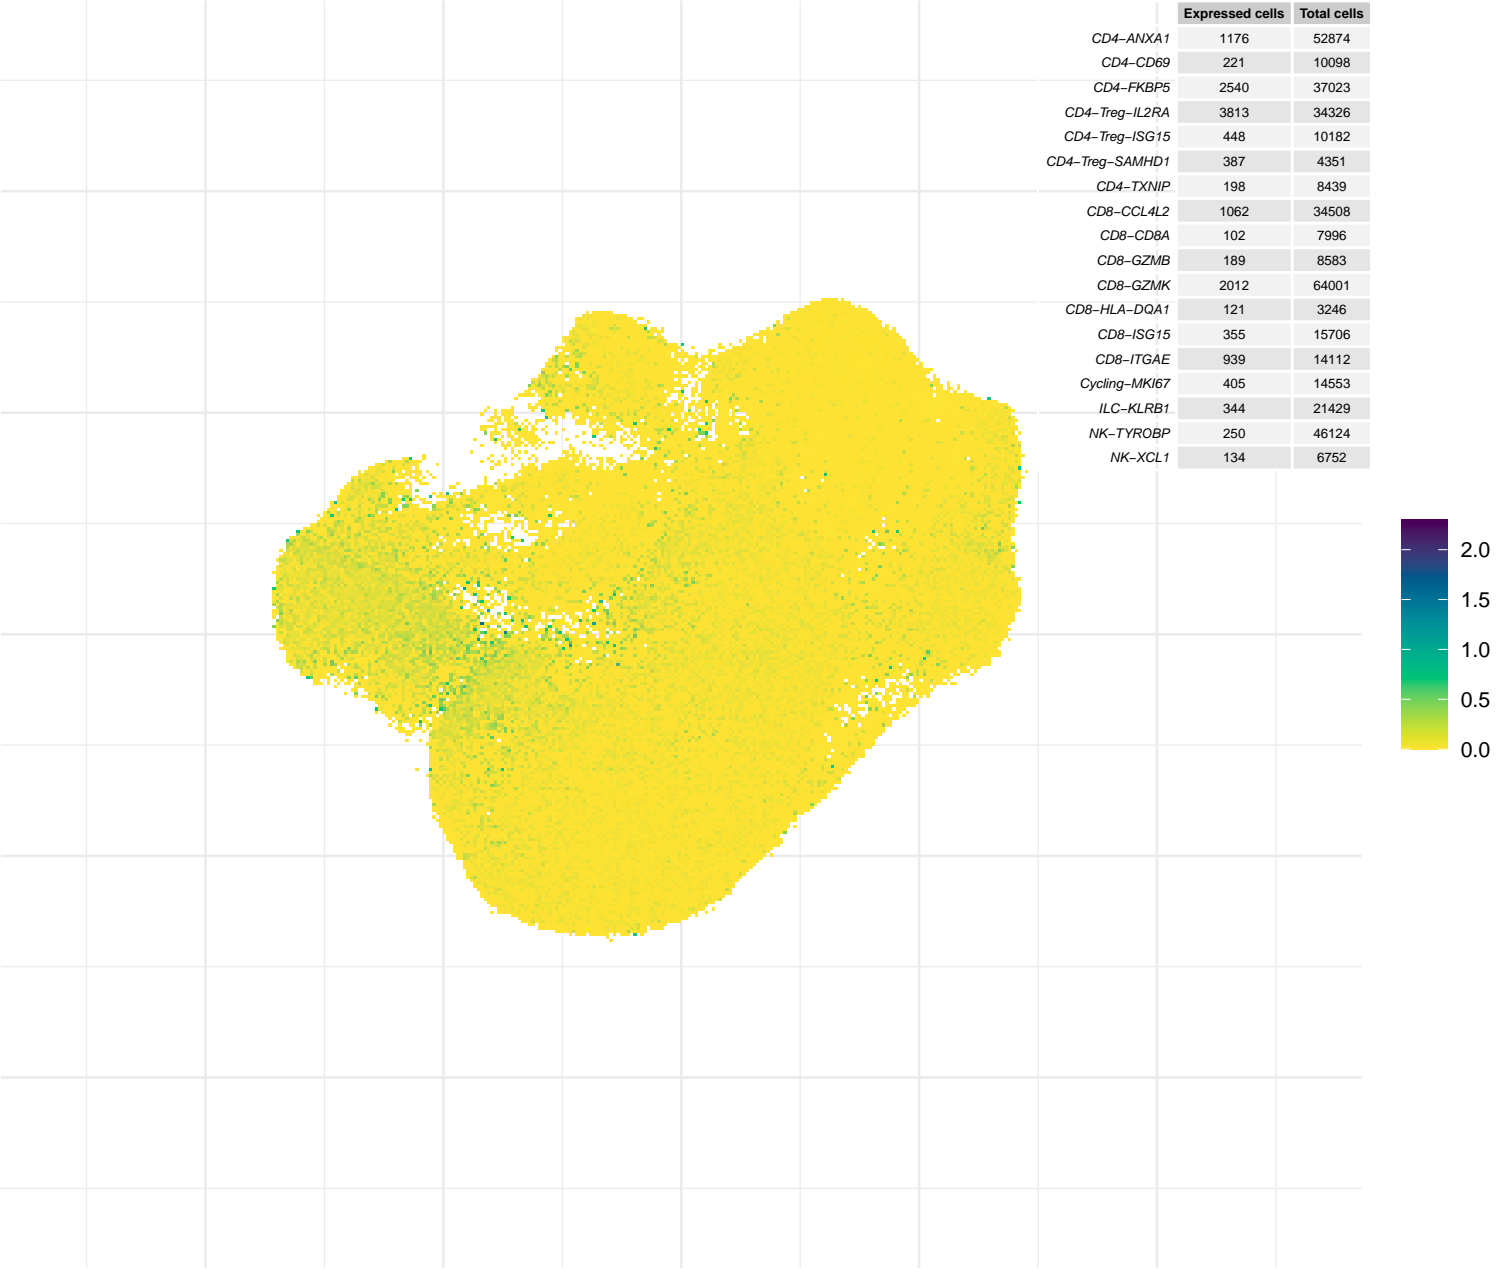 Expressed cells Total cells
CD4−ANXA1 1176 52874
CD4−CD69 221 10098
CD4−FKBP5 2540 37023
CD4−Treg−IL2RA 3813 34326
CD4−Treg−ISG15 448 10182
CD4−Treg−SAMHD1 387 4351
CD4−TXNIP 198 8439
CD8−CCL4L2 1062 34508
CD8−CD8A 102 7996
CD8−GZMB 189 8583
CD8−GZMK 2012 64001
CD8−HLA−DQA1 121 3246
CD8−ISG15 355 15706
CD8−ITGAE 939 14112
Cycling−MKI67 405 14553
ILC−KLRB1 344 21429
NK−TYROBP 250 46124
NK−XCL1 134 6752
2.0
1.5
1.0
0.5
0.0